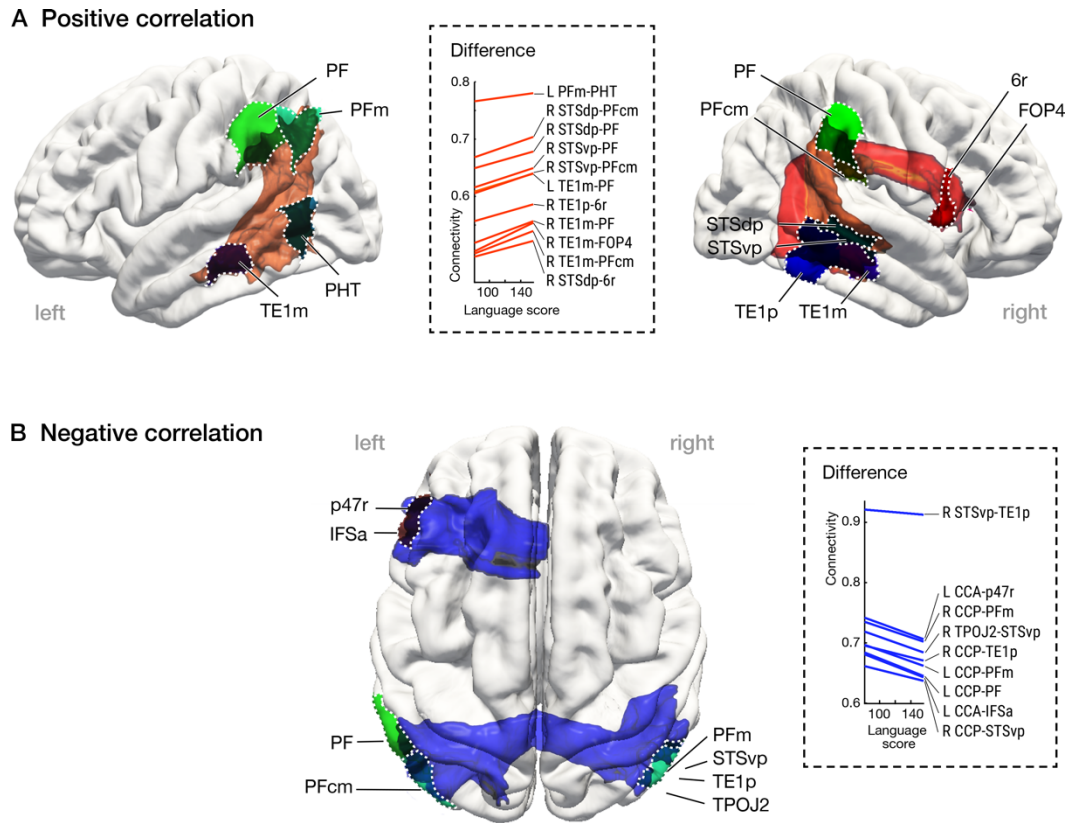 A Positive correlation
PF
PFm
PHT
TE1m
left
Difference
0.8
0.7
0.6
Connectivity
100
140
Language score
L PFm-PHT
R STSdp-PFcm
R STSdp-PF
R STSvp-PF
R STSvp-PFcm
L TE1m-PF
R TE1p-6r
R TE1m-PF
R TE1m-FOP4
R TE1m-PFcm
R STSdp-6r
PF
PFcm
6r
FOP4
STSdp
STSvp
TE1p
TE1m
right
B Negative correlation
left
right
p47r
IFSa
PF
PFcm
PFm
STSvp
TE1p
TPOJ2
Difference
0.9
0.8
0.7
0.6
Connectivity
100
140
Language
score
R STSvp-TE1p
L CCA-p47r
R CCP-PFm
R TPOJ2-STSvp
R CCP-TE1p
L CCP-PFm
L CCP-PF
L CCA-IFSa
R CCP-STSvp